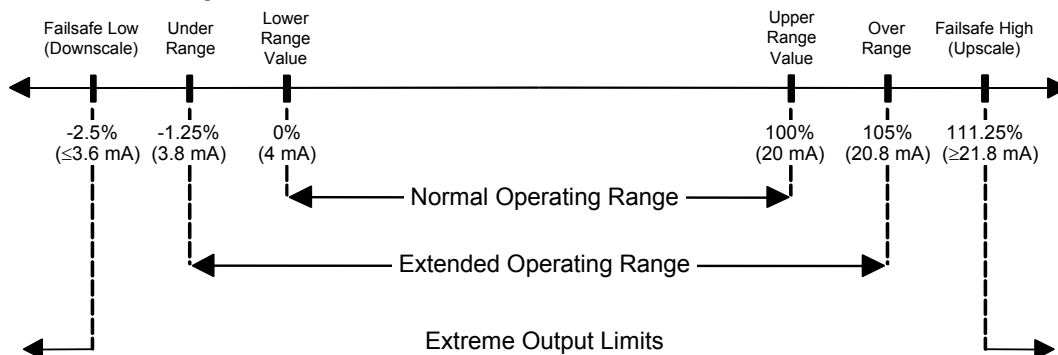 Failsafe Low
(Downscale)
Under
Range
Lower
Range
Value
Upper
Range
Value
Over
Range
Failsafe High
(Upscale)
-2.5%
(≤3.6 mA)
-1.25%
(3.8 mA)
0%
(4 mA)
100%
(20 mA)
105%
(20.8 mA)
111.25%
(≥21.8 mA)
Normal Operating Range
Extended Operating Range
Extreme Output Limits